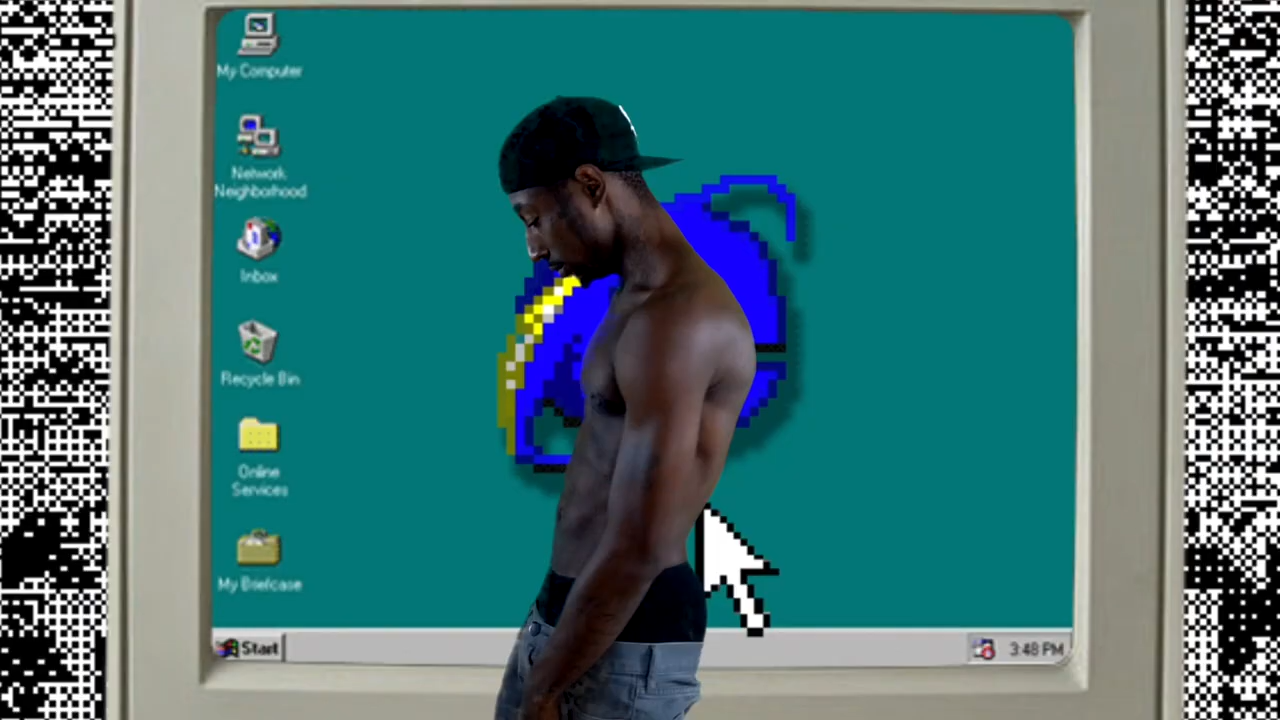 My Computer
Network
Neighborhood
Inbox
Recycle Bin
Online
Services
My Briefcase
Start
3:48 PM